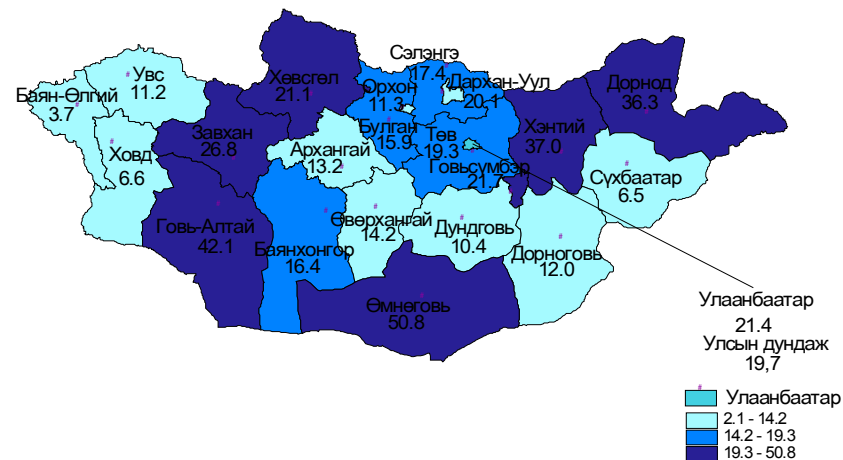 Сэлэнгэ
17.4
Увс
11.2
Хөвсгөл
21.1
Орхон
11.3
Дархан-Уул
20.1
Дорнод
36.3
Баян-Өлгий
3.7
Завхан
26.8
Булган
15.9
Төв
19.3
Хэнтий
37.0
Ховд
6.6
Архангай
13.2
Говьсүмбэр
21.
Сүхбаатар
6.5
Говь-Алтай
42.1
Баянхонгор
16.4
Өвөрхангай
14.2
Дундговь
10.4
Дорноговь
12.0
Өмнөговь
50.8
Улаанбаатар
21.4
Улсын дундаж
19,7
Улаанбаатар
2.1 - 14.2
14.2 - 19.3
19.3 - 50.8